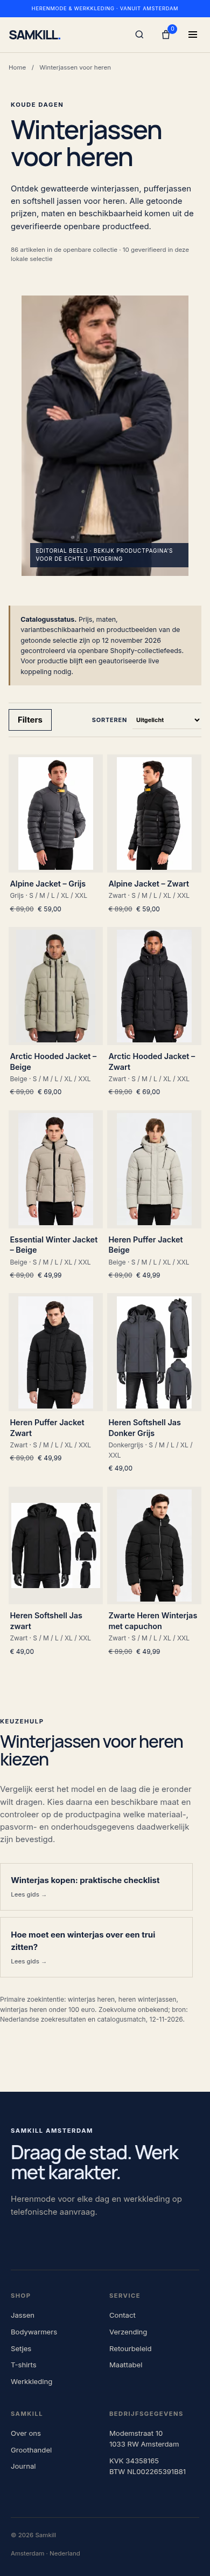 HERENMODE & WERKKLEDING · VANUIT AMSTERDAM
SAMKILL.
0
Home / Winterjassen voor heren
KOUDE DAGEN
Winterjassen
voor heren
Ontdek gewatteerde winterjassen, pufferjassen
en softshell jassen voor heren. Alle getoonde
prijzen, maten en beschikbaarheid komen uit de
geverifieerde openbare productfeed.
86 artikelen in de openbare collectie · 10 geverifieerd in deze
lokale selectie
EDITORIAL BEELD · BEKIJK PRODUCTPAGINA'S
VOOR DE ECHTE UITVOERING
Catalogusstatus. Prijs, maten,
variantbeschikbaarheid en productbeelden van de
getoonde selectie zijn op 12 november 2026
gecontroleerd via openbare Shopify-collectiefeeds.
Voor productie blijft een geautoriseerde live
koppeling nodig.
Filters
SORTEREN Uitgelicht
Alpine Jacket – Grijs
Grijs · S / M / L / XL / XXL
€ 89,00 € 59,00
Alpine Jacket – Zwart
Zwart · S / M / L / XL / XXL
€ 89,00 € 59,00
Arctic Hooded Jacket –
Beige
Beige · S / M / L / XL / XXL
€ 89,00 € 69,00
Arctic Hooded Jacket –
Zwart
Zwart · S / M / L / XL / XXL
€ 89,00 € 69,00
Essential Winter Jacket
– Beige
Beige · S / M / L / XL / XXL
€ 89,00 € 49,99
Heren Puffer Jacket
Beige
Beige · S / M / L / XL / XXL
€ 89,00 € 49,99
Heren Puffer Jacket
Zwart
Zwart · S / M / L / XL / XXL
€ 89,00 € 49,99
Heren Softshell Jas
Donker Grijs
Donkergrijs · S / M / L / XL /
XXL
€ 49,00
Heren Softshell Jas
zwart
Zwart · S / M / L / XL / XXL
€ 49,00
Zwarte Heren Winterjas
met capuchon
Zwart · S / M / L / XL / XXL
€ 89,00 € 49,99
KEUZEHULP
Winterjassen voor heren
kiezen
Vergelijk eerst het model en de laag die je eronder
wilt dragen. Kies daarna een beschikbare maat en
controleer op de productpagina welke materiaal-,
pasvorm- en onderhoudsgegevens daadwerkelijk
zijn bevestigd.
Winterjas kopen: praktische checklist
Lees gids →
Hoe moet een winterjas over een trui
zitten?
Lees gids →
Primaire zoekintentie: winterjas heren, heren winterjassen,
winterjas heren onder 100 euro. Zoekvolume onbekend; bron:
Nederlandse zoekresultaten en catalogusmatch, 12-11-2026.
SAMKILL AMSTERDAM
Draag de stad. Werk
met karakter.
Herenmode voor elke dag en werkkleding op
telefonische aanvraag.
SHOP
Jassen
Bodywarmers
Setjes
T-shirts
Werkkleding
SERVICE
Contact
Verzending
Retourbeleid
Maattabel
SAMKILL
Over ons
Groothandel
Journal
BEDRIJFSGEGEVENS
Modemstraat 10
1033 RW Amsterdam
KVK 34358165
BTW NL002265391B81
© 2026 Samkill
Amsterdam · Nederland